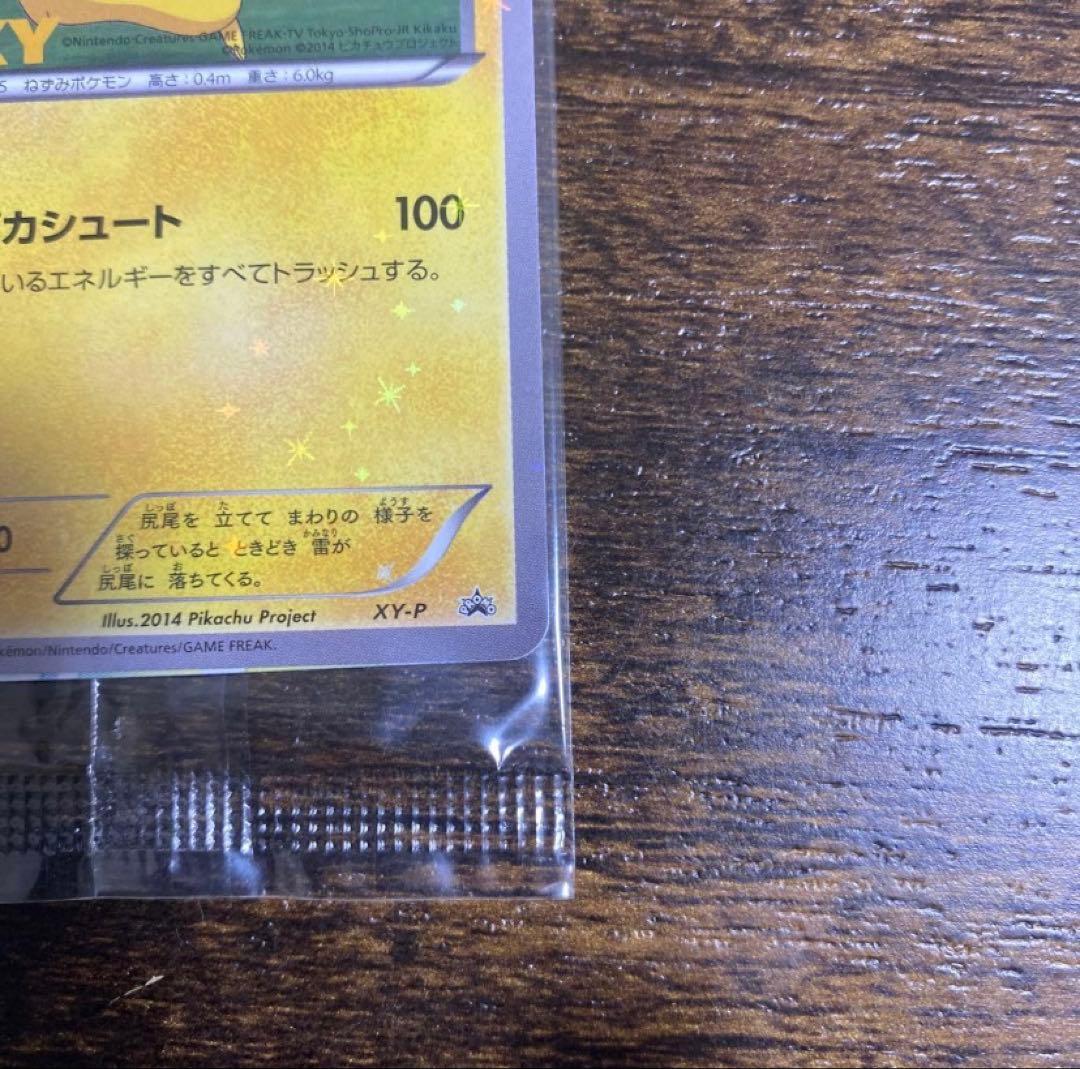 XY
©Nintendo·Creatures·GAME FREAK·TV Tokyo·ShoPro·JR Kikaku
©Pokémon ©2014 ピカチュウプロジェクト
ねずみポケモン 高さ:0.4m 重さ:6.0kg
カシュート 100
いるエネルギーをすべてトラッシュする。
0
尻尾を 立てて まわりの 様子を
探っていると ときどき 雷が
尻尾に 落ちてくる。
Illus.2014 Pikachu Project XY-P PROMO
kémon/Nintendo/Creatures/GAME FREAK.